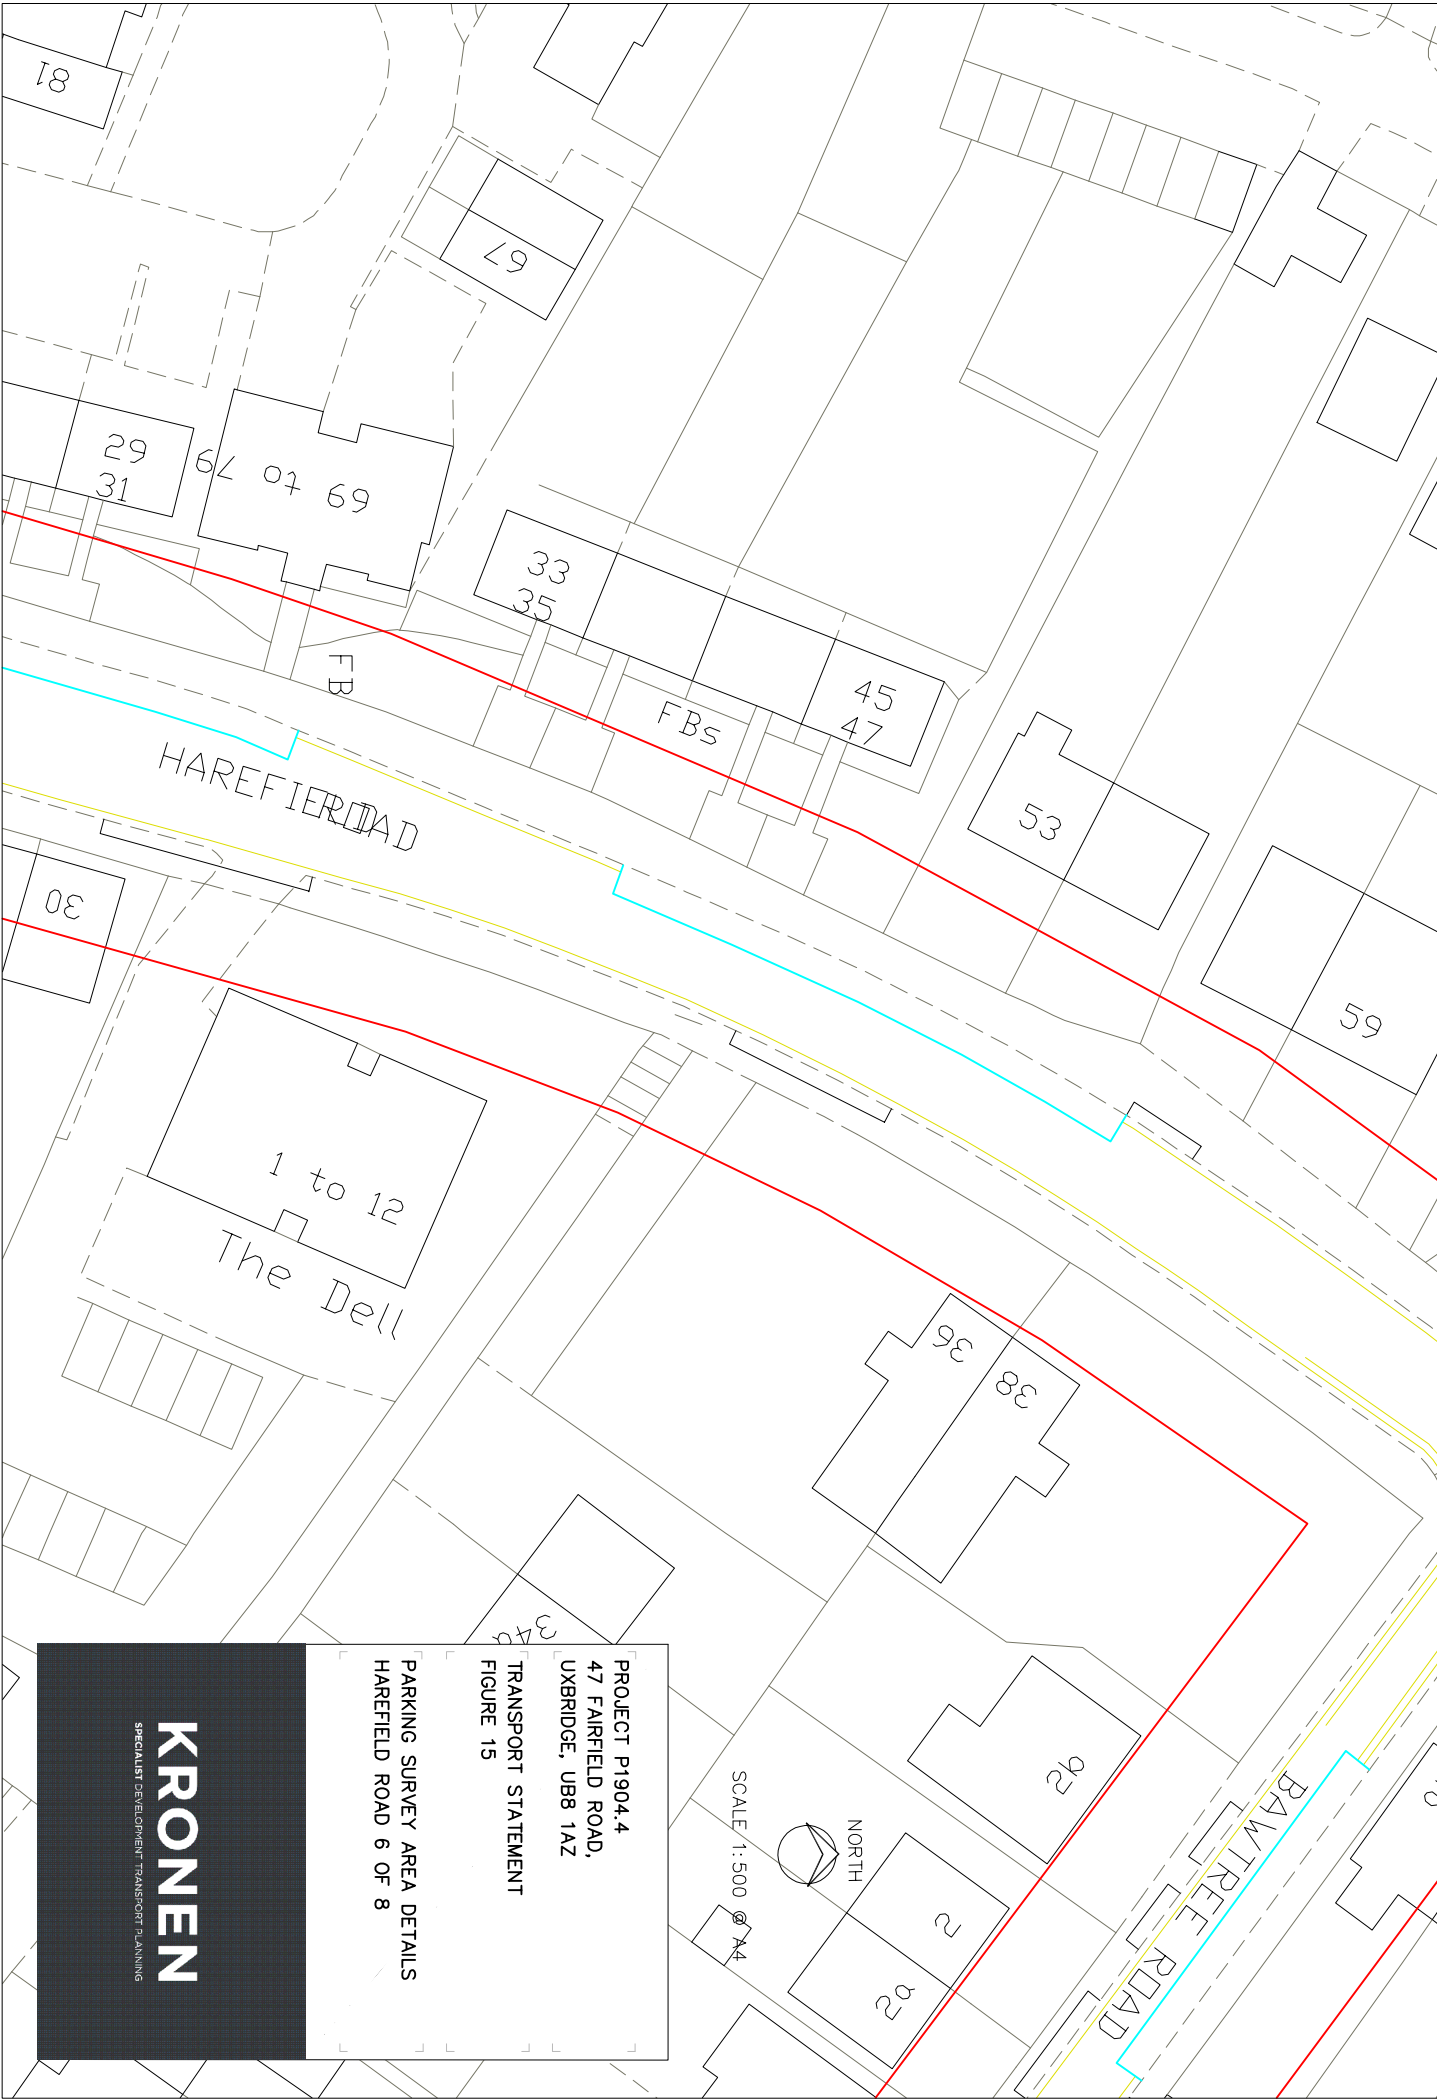 81
67
29
31
69 to 79
33
35
FB
FBs
45
47
53
59
HAREFIELD ROAD
30
1 to 12
The Dell
36
38
34a
2b
2
2a
BAWTREE ROAD
NORTH
SCALE 1:500 @ A4
PROJECT P1904.4
47 FAIRFIELD ROAD,
UXBRIDGE, UB8 1AZ
TRANSPORT STATEMENT
FIGURE 15
PARKING SURVEY AREA DETAILS
HAREFIELD ROAD 6 OF 8
KRONEN
SPECIALIST DEVELOPMENT TRANSPORT PLANNING